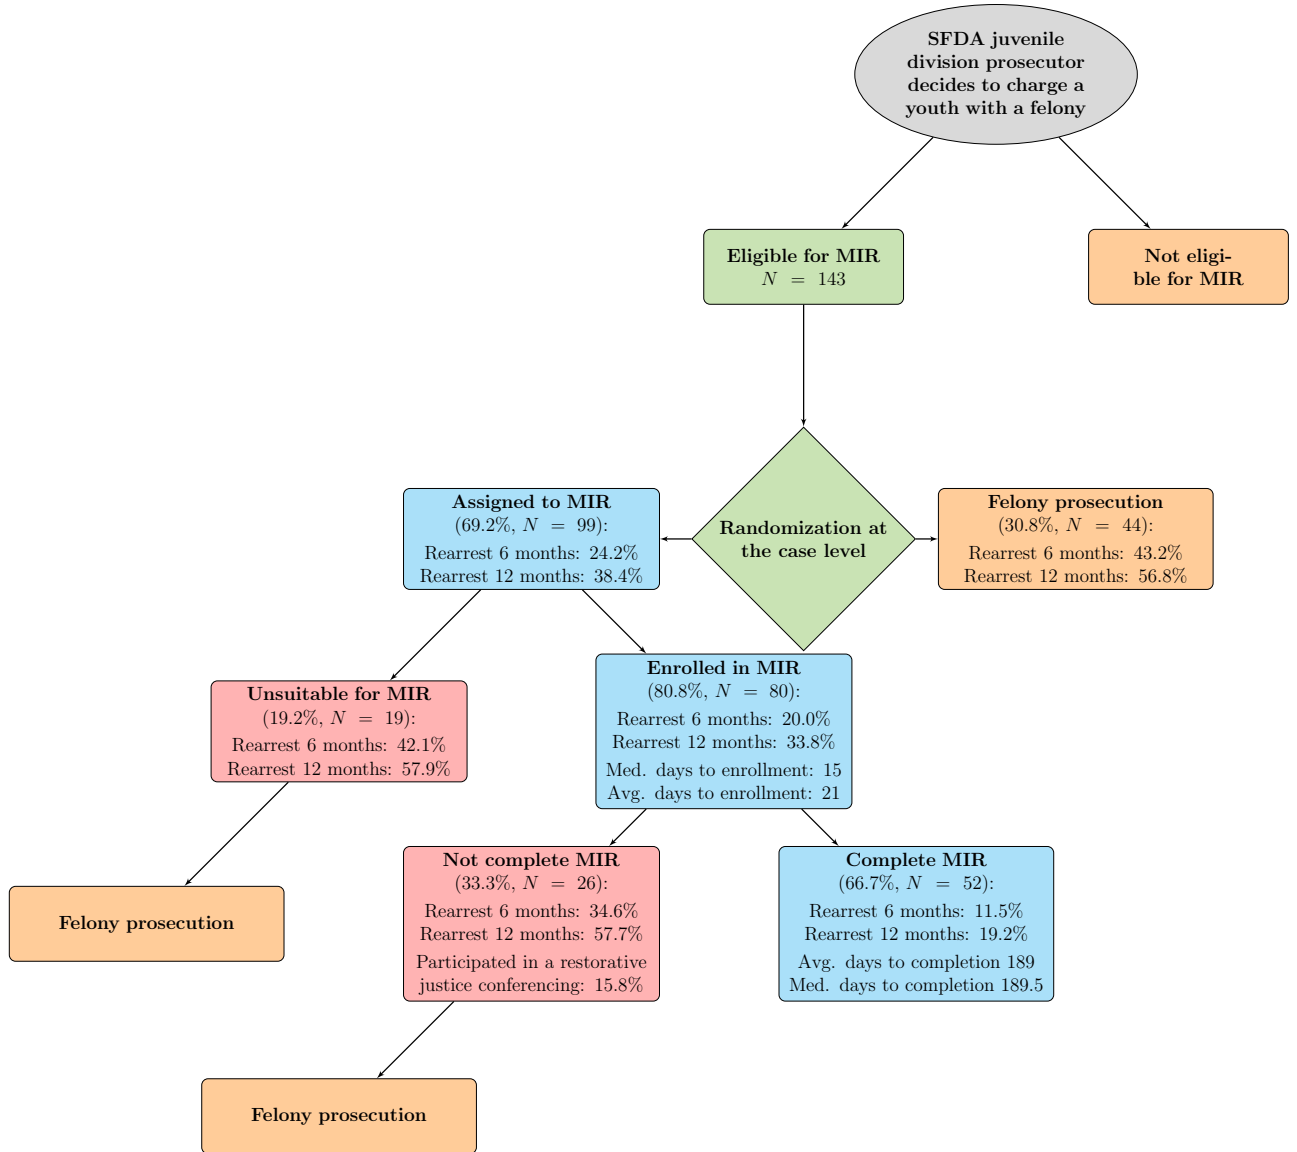 SFDA juvenile
division prosecutor
decides to charge a
youth with a felony
Eligible for MIR
N = 143
Not eligi-
ble for MIR
Assigned to MIR
(69.2%, N = 99):
Rearrest 6 months: 24.2%
Rearrest 12 months: 38.4%
Randomization at
the case level
Felony prosecution
(30.8%, N = 44):
Rearrest 6 months: 43.2%
Rearrest 12 months: 56.8%
Unsuitable for MIR
(19.2%, N = 19):
Rearrest 6 months: 42.1%
Rearrest 12 months: 57.9%
Enrolled in MIR
(80.8%, N = 80):
Rearrest 6 months: 20.0%
Rearrest 12 months: 33.8%
Med. days to enrollment: 15
Avg. days to enrollment: 21
Felony prosecution
Not complete MIR
(33.3%, N = 26):
Rearrest 6 months: 34.6%
Rearrest 12 months: 57.7%
Participated in a restorative
justice conferencing: 15.8%
Complete MIR
(66.7%, N = 52):
Rearrest 6 months: 11.5%
Rearrest 12 months: 19.2%
Avg. days to completion 189
Med. days to completion 189.5
Felony prosecution